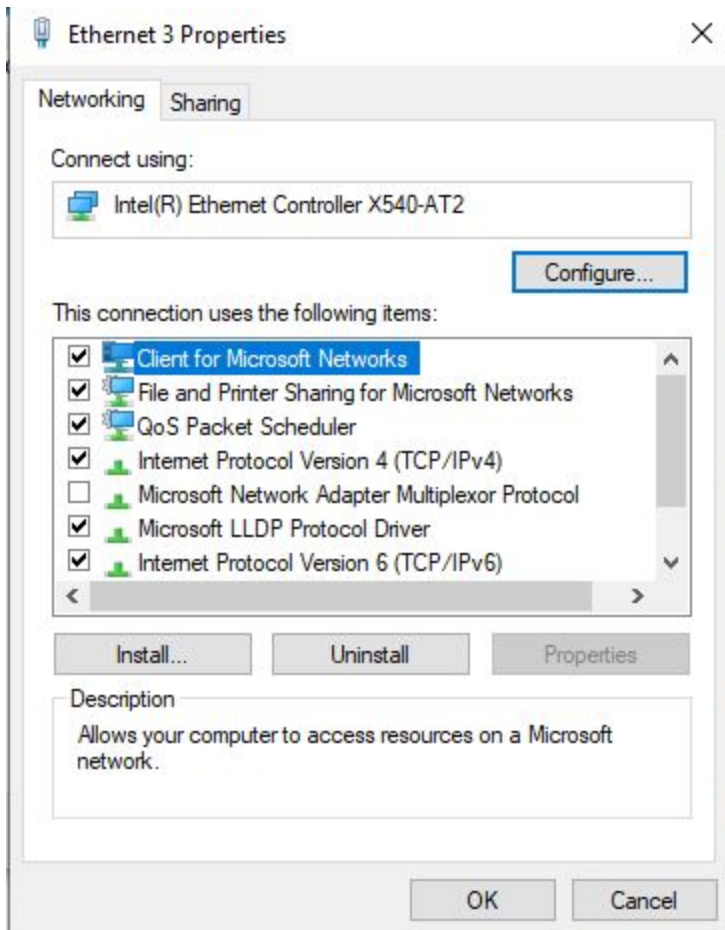 Ethernet 3 Properties
Networking
Sharing
Connect using:
Intel(R) Ethernet Controller X540-AT2
Configure...
This connection uses the following items:
Client for Microsoft Networks
File and Printer Sharing for Microsoft Networks
QoS Packet Scheduler
Internet Protocol Version 4 (TCP/IPv4)
Microsoft Network Adapter Multiplexor Protocol
Microsoft LLDP Protocol Driver
Internet Protocol Version 6 (TCP/IPv6)
Install...
Uninstall
Properties
Description
Allows your computer to access resources on a Microsoft
network.
OK
Cancel